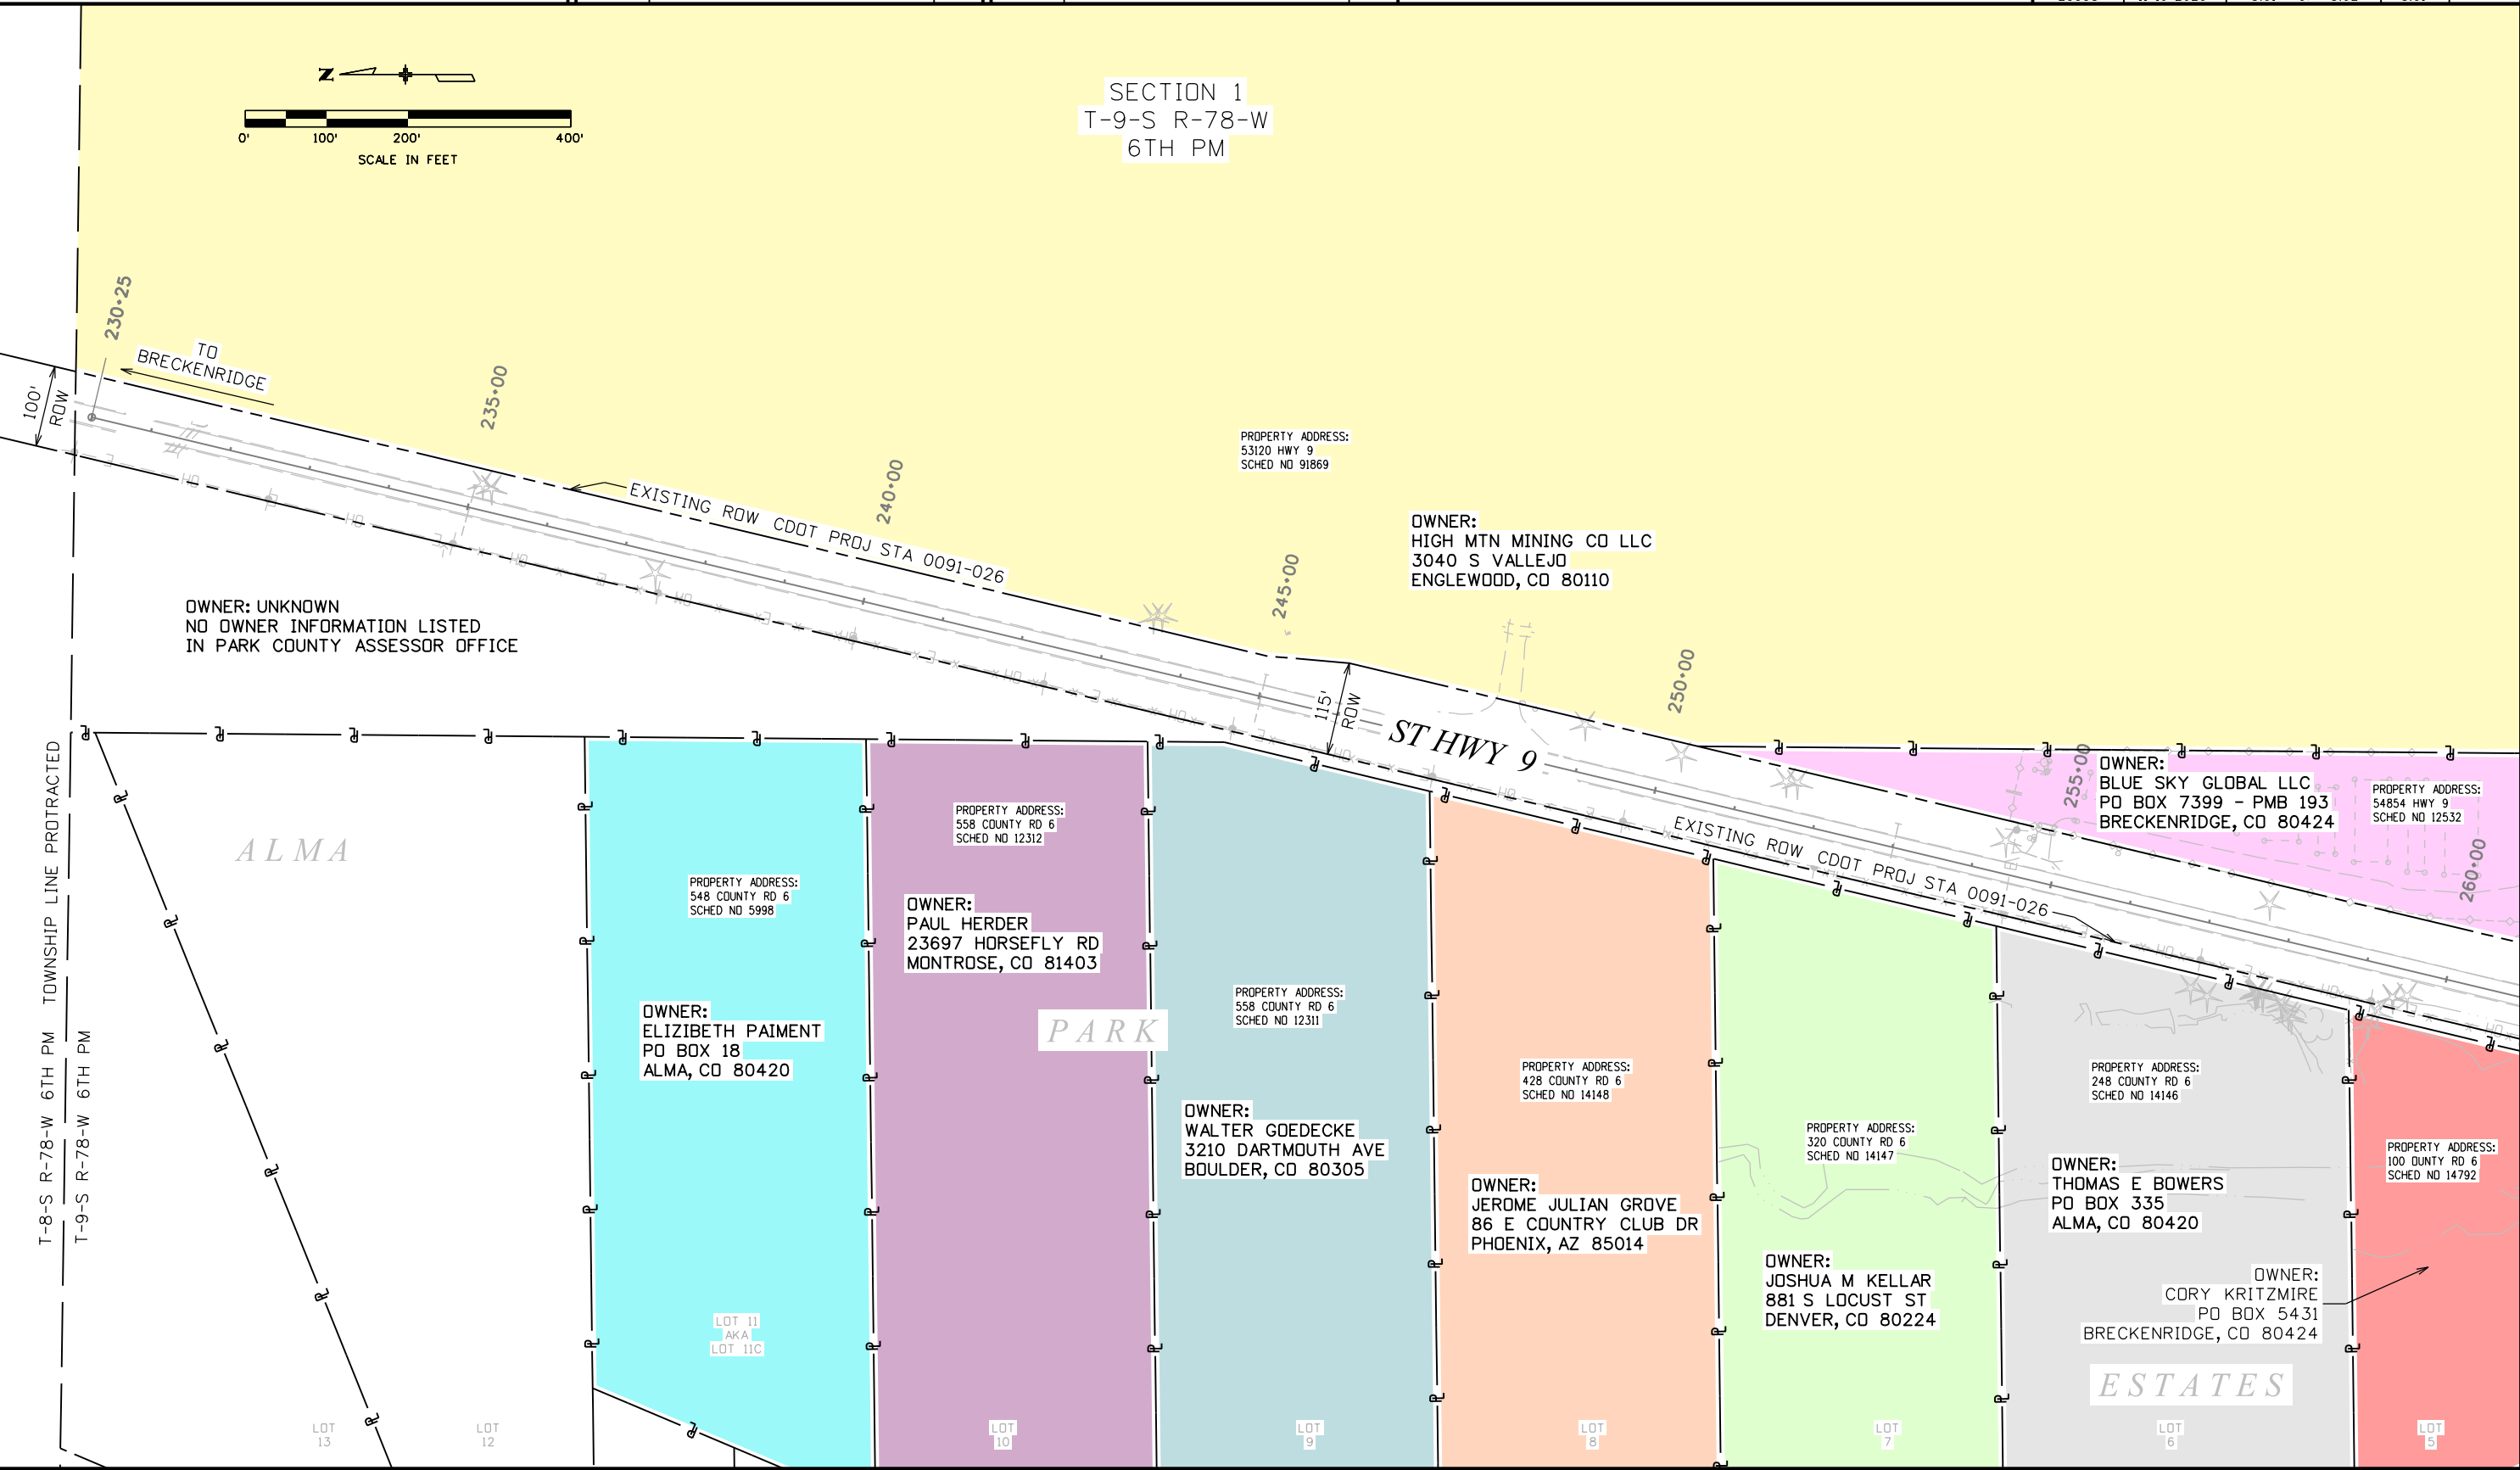 N
0' 100' 200' 400'
SCALE IN FEET
SECTION 1
T-9-S R-78-W
6TH PM
230+25
TO
BRECKENRIDGE
100'
ROW
235+00
EXISTING ROW CDOT PROJ STA 0091-026
240+00
PROPERTY ADDRESS:
53120 HWY 9
SCHED NO 91869
OWNER:
HIGH MTN MINING CO LLC
3040 S VALLEJO
ENGLEWOOD, CO 80110
245+00
OWNER: UNKNOWN
NO OWNER INFORMATION LISTED
IN PARK COUNTY ASSESSOR OFFICE
115'
ROW
250+00
ST HWY 9
255+00
OWNER:
BLUE SKY GLOBAL LLC
PO BOX 7399 - PMB 193
BRECKENRIDGE, CO 80424
PROPERTY ADDRESS:
54854 HWY 9
SCHED NO 12532
260+00
EXISTING ROW CDOT PROJ STA 0091-026
TOWNSHIP LINE PROTRACTED
T-8-S R-78-W 6TH PM
T-9-S R-78-W 6TH PM
ALMA
PROPERTY ADDRESS:
548 COUNTY RD 6
SCHED NO 5998
OWNER:
ELIZIBETH PAIMENT
PO BOX 18
ALMA, CO 80420
PROPERTY ADDRESS:
558 COUNTY RD 6
SCHED NO 12312
OWNER:
PAUL HERDER
23697 HORSEFLY RD
MONTROSE, CO 81403
PARK
PROPERTY ADDRESS:
558 COUNTY RD 6
SCHED NO 12311
OWNER:
WALTER GOEDECKE
3210 DARTMOUTH AVE
BOULDER, CO 80305
PROPERTY ADDRESS:
428 COUNTY RD 6
SCHED NO 14148
OWNER:
JEROME JULIAN GROVE
86 E COUNTRY CLUB DR
PHOENIX, AZ 85014
PROPERTY ADDRESS:
320 COUNTY RD 6
SCHED NO 14147
OWNER:
JOSHUA M KELLAR
881 S LOCUST ST
DENVER, CO 80224
PROPERTY ADDRESS:
248 COUNTY RD 6
SCHED NO 14146
OWNER:
THOMAS E BOWERS
PO BOX 335
ALMA, CO 80420
PROPERTY ADDRESS:
100 OUNTY RD 6
SCHED NO 14792
OWNER:
CORY KRITZMIRE
PO BOX 5431
BRECKENRIDGE, CO 80424
ESTATES
LOT 11
AKA
LOT 11C
LOT
13
LOT
12
LOT
10
LOT
9
LOT
8
LOT
7
LOT
6
LOT
5